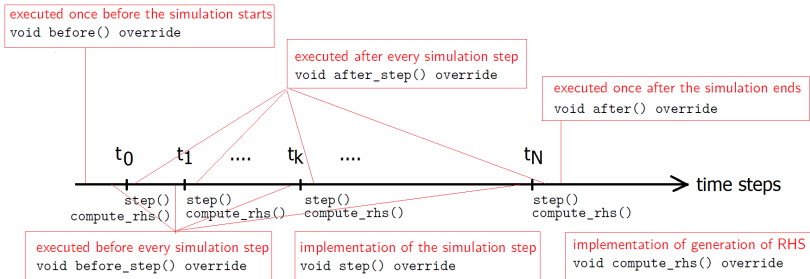 executed once before the simulation starts
void before() override
executed after every simulation step
void after_step() override
executed once after the simulation ends
void after() override
t0 t1 .... tk .... tN
time steps
step() step() step() step()
compute_rhs() compute_rhs() compute_rhs() compute_rhs()
executed before every simulation step
void before_step() override
implementation of the simulation step
void step() override
implementation of generation of RHS
void compute_rhs() override